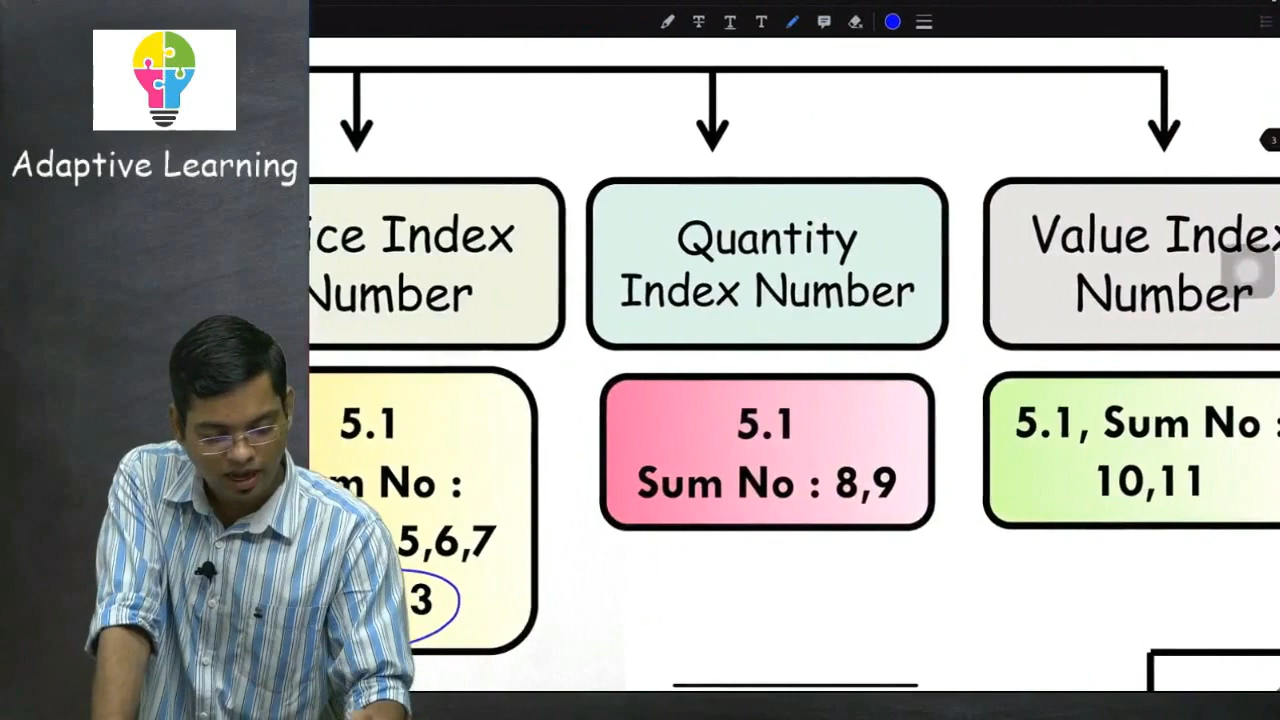 Adaptive Learning
Index
Number
5.1
No :
5,6,7
3
Quantity
Index Number
5.1
Sum No : 8,9
Value Index
Number
5.1, Sum No :
10,11
3